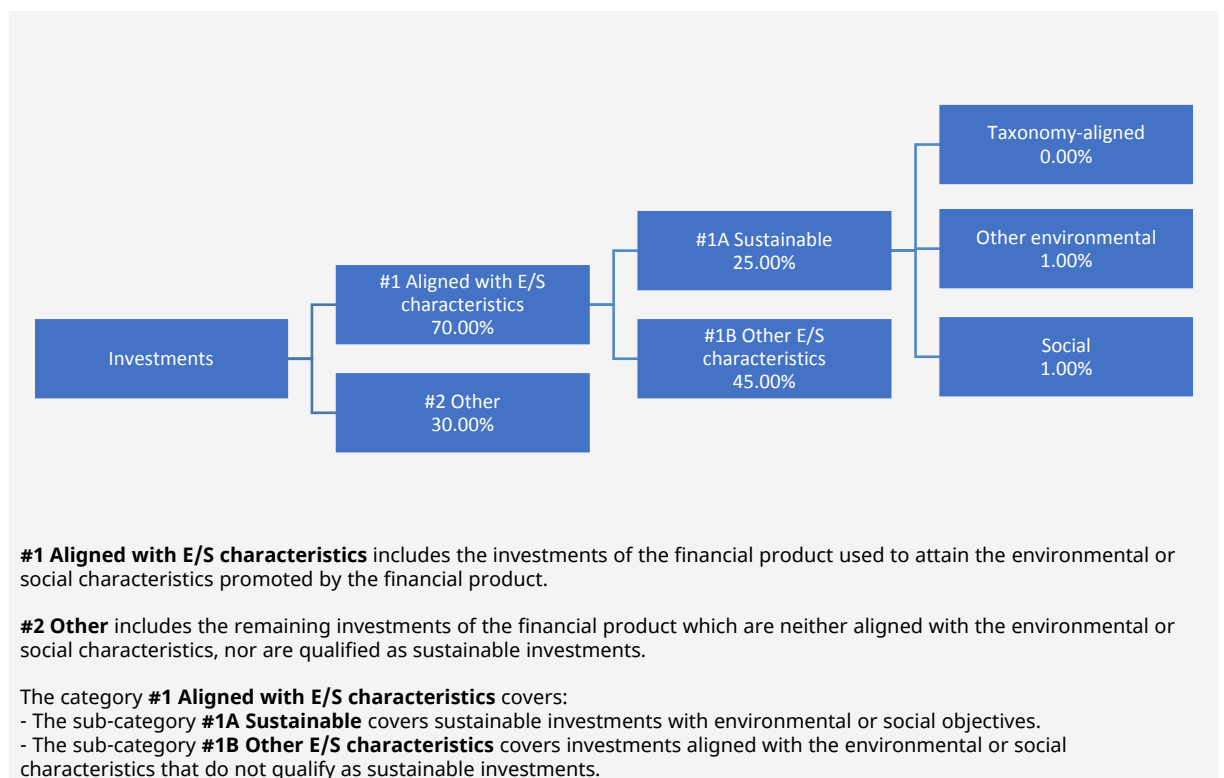 Taxonomy-aligned
0.00%
#1A Sustainable
25.00%
Other environmental
1.00%
#1 Aligned with E/S
characteristics
70.00%
Investments
#1B Other E/S
characteristics
45.00%
Social
1.00%
#2 Other
30.00%
#1 Aligned with E/S characteristics includes the investments of the financial product used to attain the environmental or
social characteristics promoted by the financial product.
#2 Other includes the remaining investments of the financial product which are neither aligned with the environmental or
social characteristics, nor are qualified as sustainable investments.
The category #1 Aligned with E/S characteristics covers:
- The sub-category #1A Sustainable covers sustainable investments with environmental or social objectives.
- The sub-category #1B Other E/S characteristics covers investments aligned with the environmental or social
characteristics that do not qualify as sustainable investments.